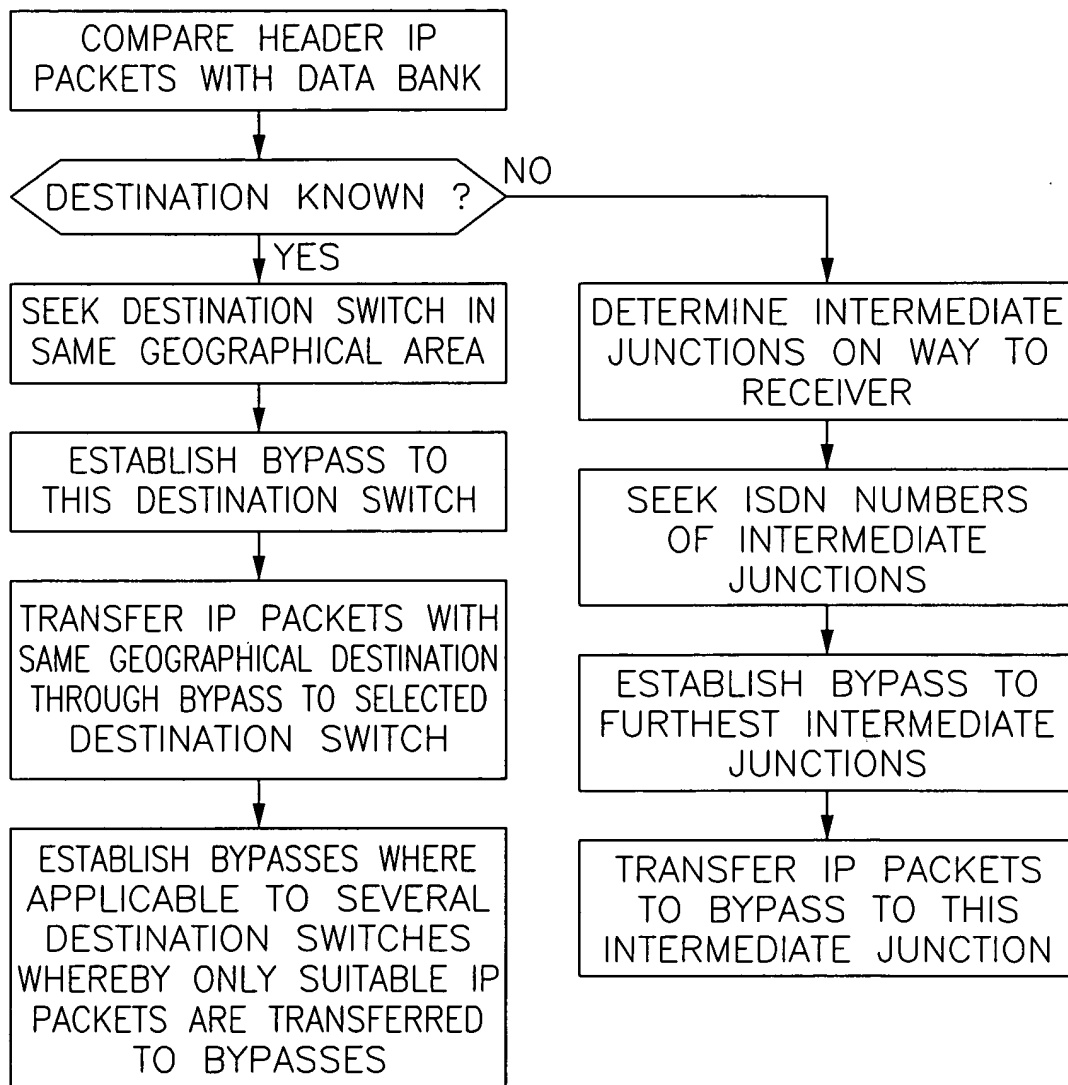 COMPARE HEADER IP
PACKETS WITH DATA BANK
DESTINATION KNOWN ?
NO
YES
SEEK DESTINATION SWITCH IN
SAME GEOGRAPHICAL AREA
ESTABLISH BYPASS TO
THIS DESTINATION SWITCH
TRANSFER IP PACKETS WITH
SAME GEOGRAPHICAL DESTINATION
THROUGH BYPASS TO SELECTED
DESTINATION SWITCH
ESTABLISH BYPASSES WHERE
APPLICABLE TO SEVERAL
DESTINATION SWITCHES
WHEREBY ONLY SUITABLE IP
PACKETS ARE TRANSFERRED
TO BYPASSES
DETERMINE INTERMEDIATE
JUNCTIONS ON WAY TO
RECEIVER
SEEK ISDN NUMBERS
OF INTERMEDIATE
JUNCTIONS
ESTABLISH BYPASS TO
FURTHEST INTERMEDIATE
JUNCTIONS
TRANSFER IP PACKETS
TO BYPASS TO THIS
INTERMEDIATE JUNCTION